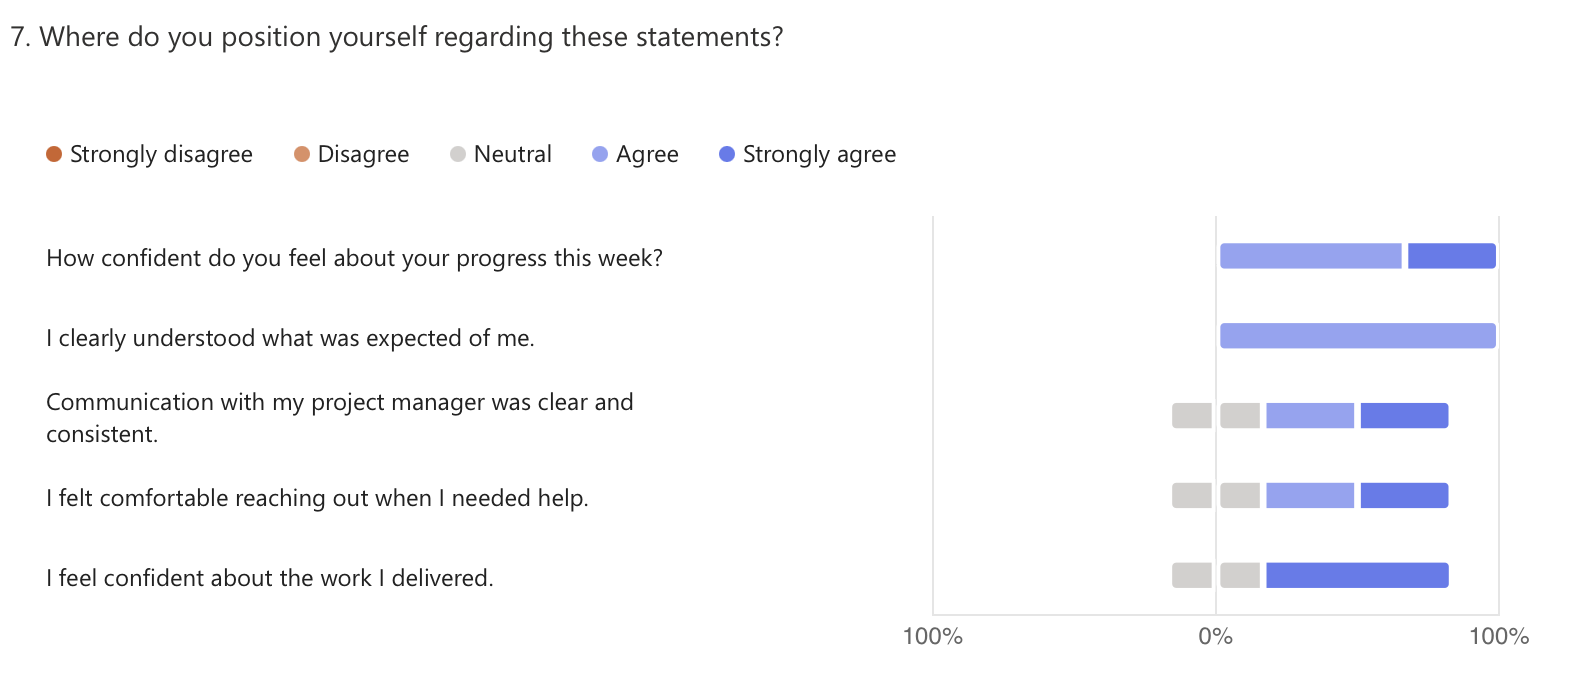 7. Where do you position yourself regarding these statements?
Strongly disagree Disagree Neutral Agree Strongly agree
How confident do you feel about your progress this week?
I clearly understood what was expected of me.
Communication with my project manager was clear and
consistent.
I felt comfortable reaching out when I needed help.
I feel confident about the work I delivered.
100% 0% 100%